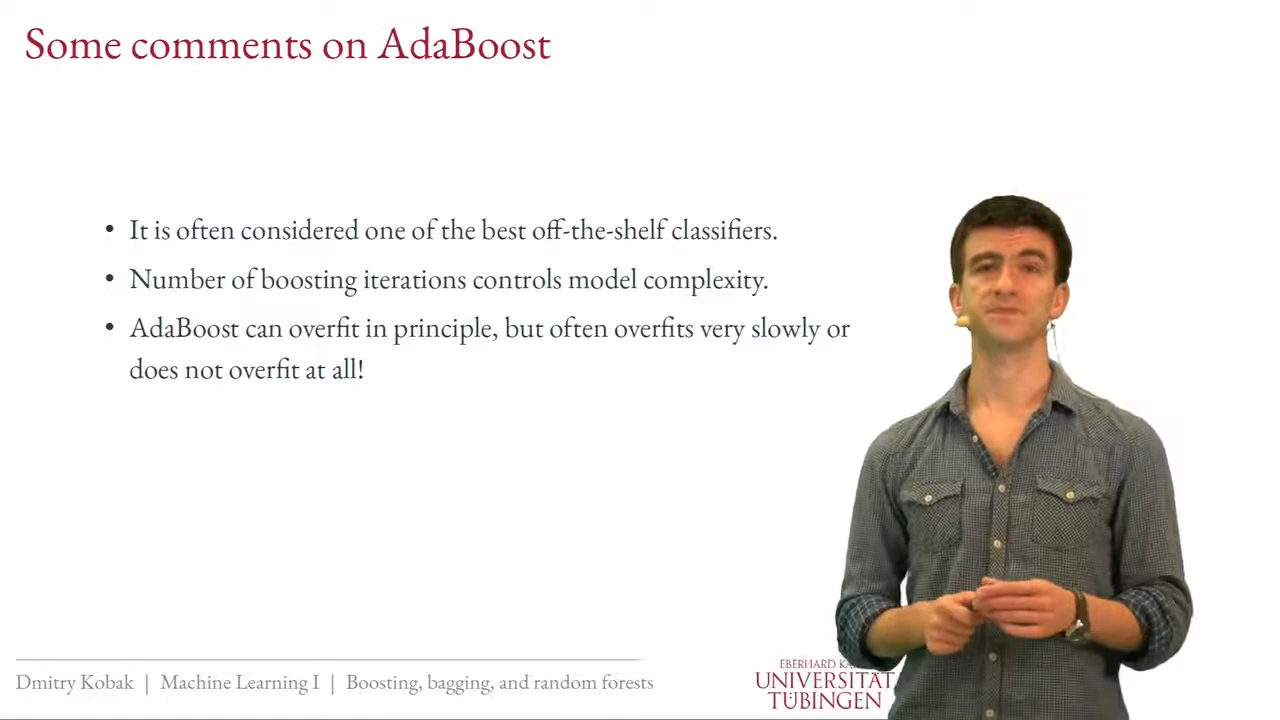 Some comments on AdaBoost
• It is often considered one of the best off-the-shelf classifiers.
• Number of boosting iterations controls model complexity.
• AdaBoost can overfit in principle, but often overfits very slowly or
does not overfit at all!
Dmitry Kobak | Machine Learning I | Boosting, bagging, and random forests
EBERHARD
UNIVERSITÄT
TÜBINGEN